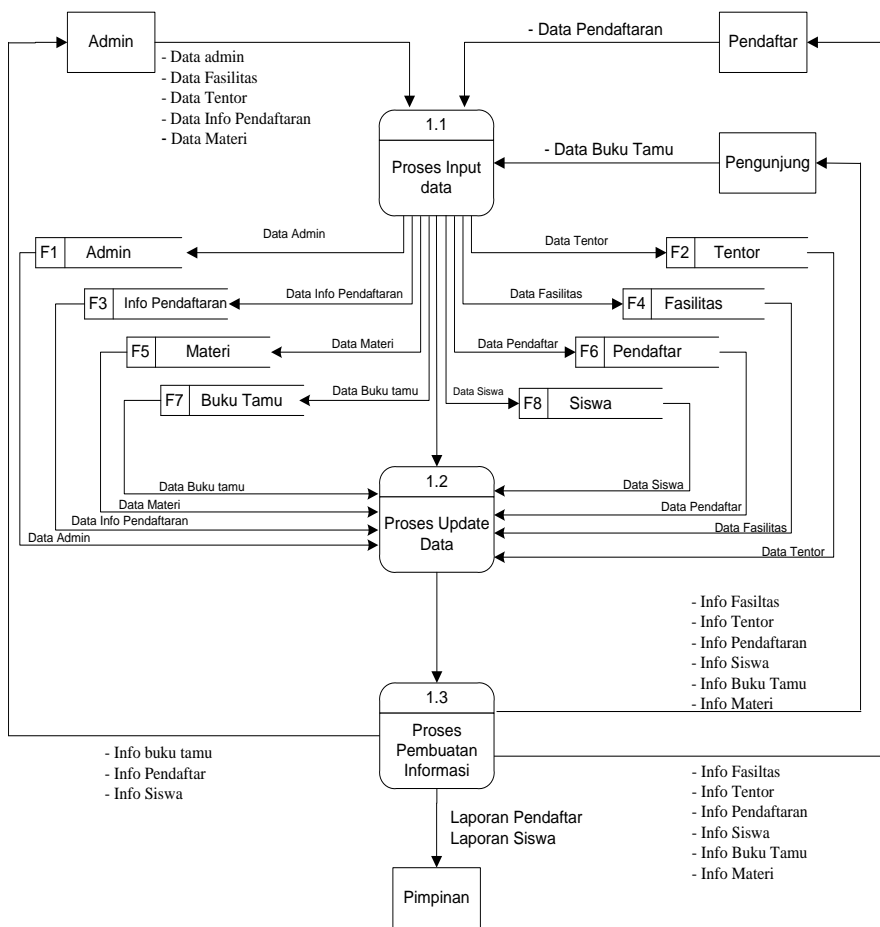 Admin
- Data admin
- Data Fasilitas
- Data Tentor
- Data Info Pendaftaran
- Data Materi
- Data Pendaftaran
Pendaftar
1.1
Proses Input
data
- Data Buku Tamu
Pengunjung
Data Admin
F1 Admin
Data Tentor
F2 Tentor
F3 Info Pendaftaran
Data Info Pendaftaran
Data Fasilitas
F4 Fasilitas
F5 Materi
Data Materi
Data Pendaftar
F6 Pendaftar
F7 Buku Tamu
Data Buku tamu
Data Siswa
F8 Siswa
1.2
Proses Update
Data
Data Buku tamu
Data Materi
Data Info Pendaftaran
Data Admin
Data Siswa
Data Pendaftar
Data Fasilitas
Data Tentor
- Info Fasiltas
- Info Tentor
- Info Pendaftaran
- Info Siswa
- Info Buku Tamu
- Info Materi
1.3
Proses
Pembuatan
Informasi
- Info buku tamu
- Info Pendaftar
- Info Siswa
- Info Fasiltas
- Info Tentor
- Info Pendaftaran
- Info Siswa
- Info Buku Tamu
- Info Materi
Laporan Pendaftar
Laporan Siswa
Pimpinan